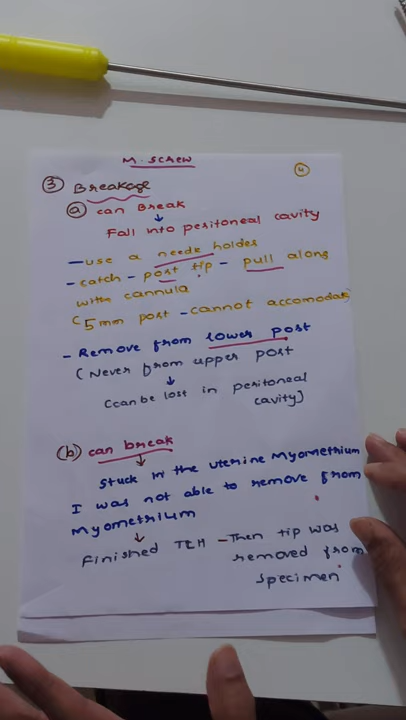 M. screw
4
3 Breakage
a can Break
↓
Fall into peritoneal cavity
- use a neede holder
- catch - post tip - pull along
with cannula
(5mm post - cannot accomodate
- Remove from lower post
(Never from upper post
↓
(can be lost in peritoneal
cavity)
(b) can break
↓
Stuck in the uterine Myometrium
I was not able to remove from
Myometrium
↓
Finished TLH - Then tip was
removed from
specimen